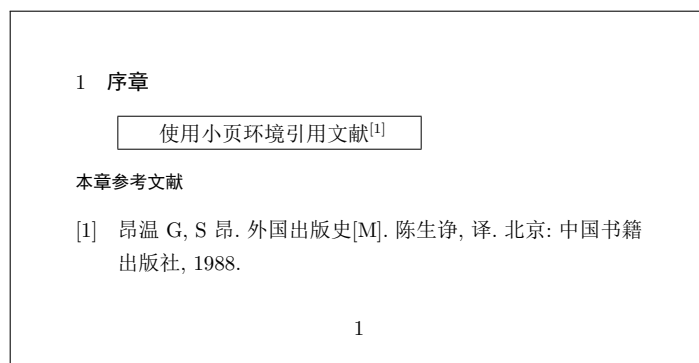 1 序章
使用小页环境引用文献[1]
本章参考文献
[1] 昂温 G, S 昂. 外国出版史[M]. 陈生诤, 译. 北京: 中国书籍
出版社, 1988.
1